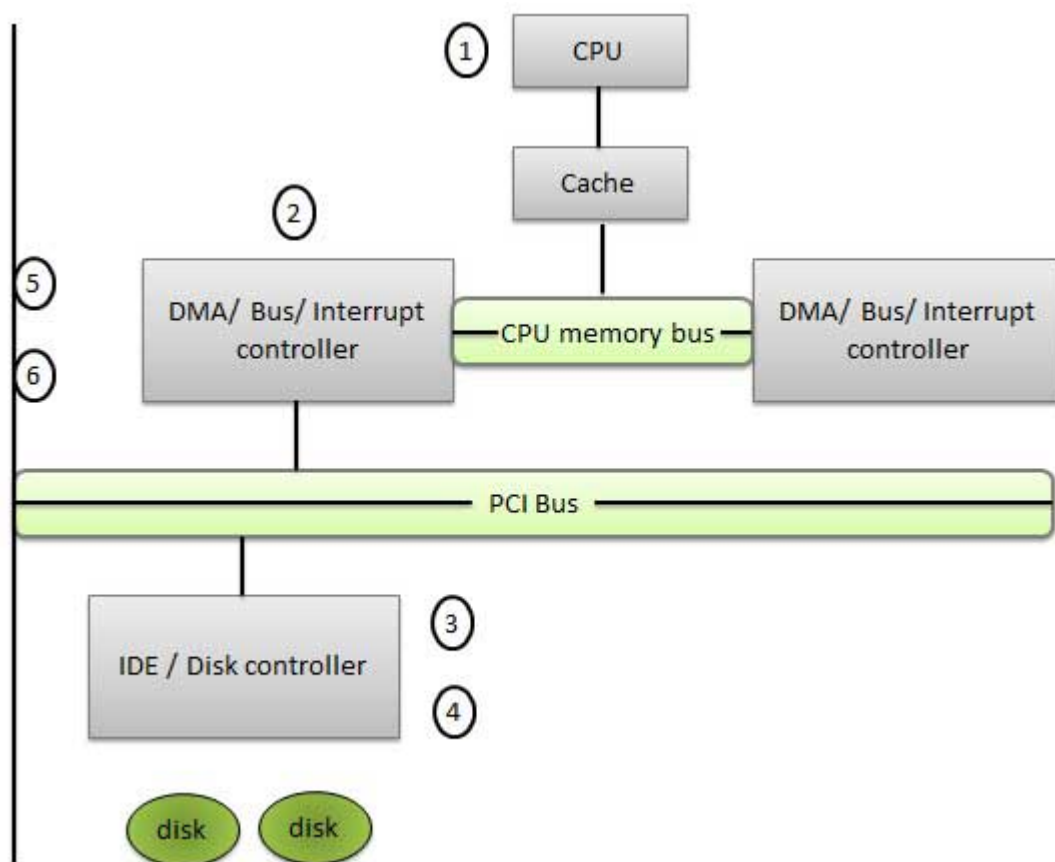 1
CPU
Cache
2
5
DMA/ Bus/ Interrupt
controller
CPU memory bus
DMA/ Bus/ Interrupt
controller
6
PCI Bus
3
IDE / Disk controller
4
disk
disk